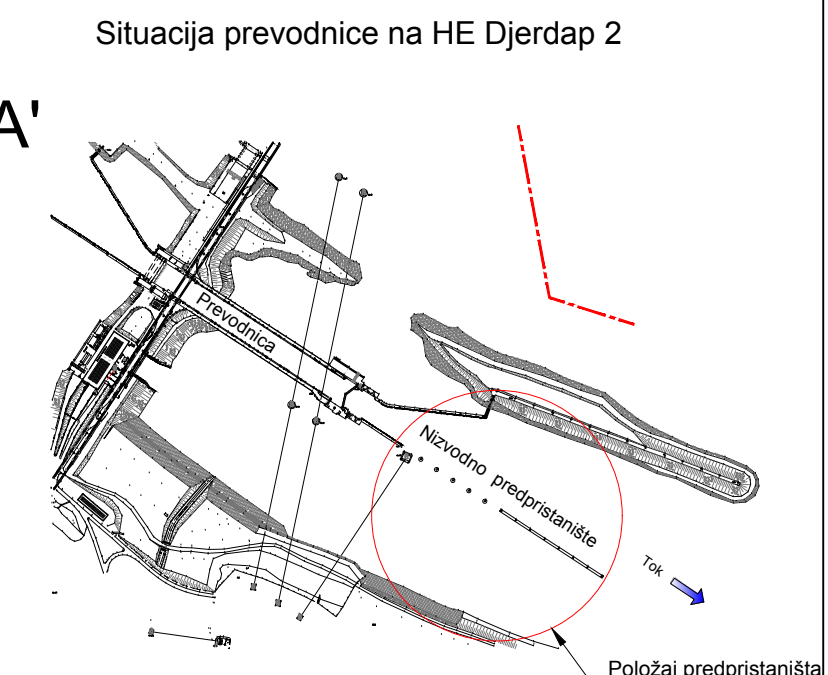 Situacija prevodnice na HE Djerdap 2
A'
Prevodnica
Nizvodno predpristanište
Tok
Položaj predpristaništa